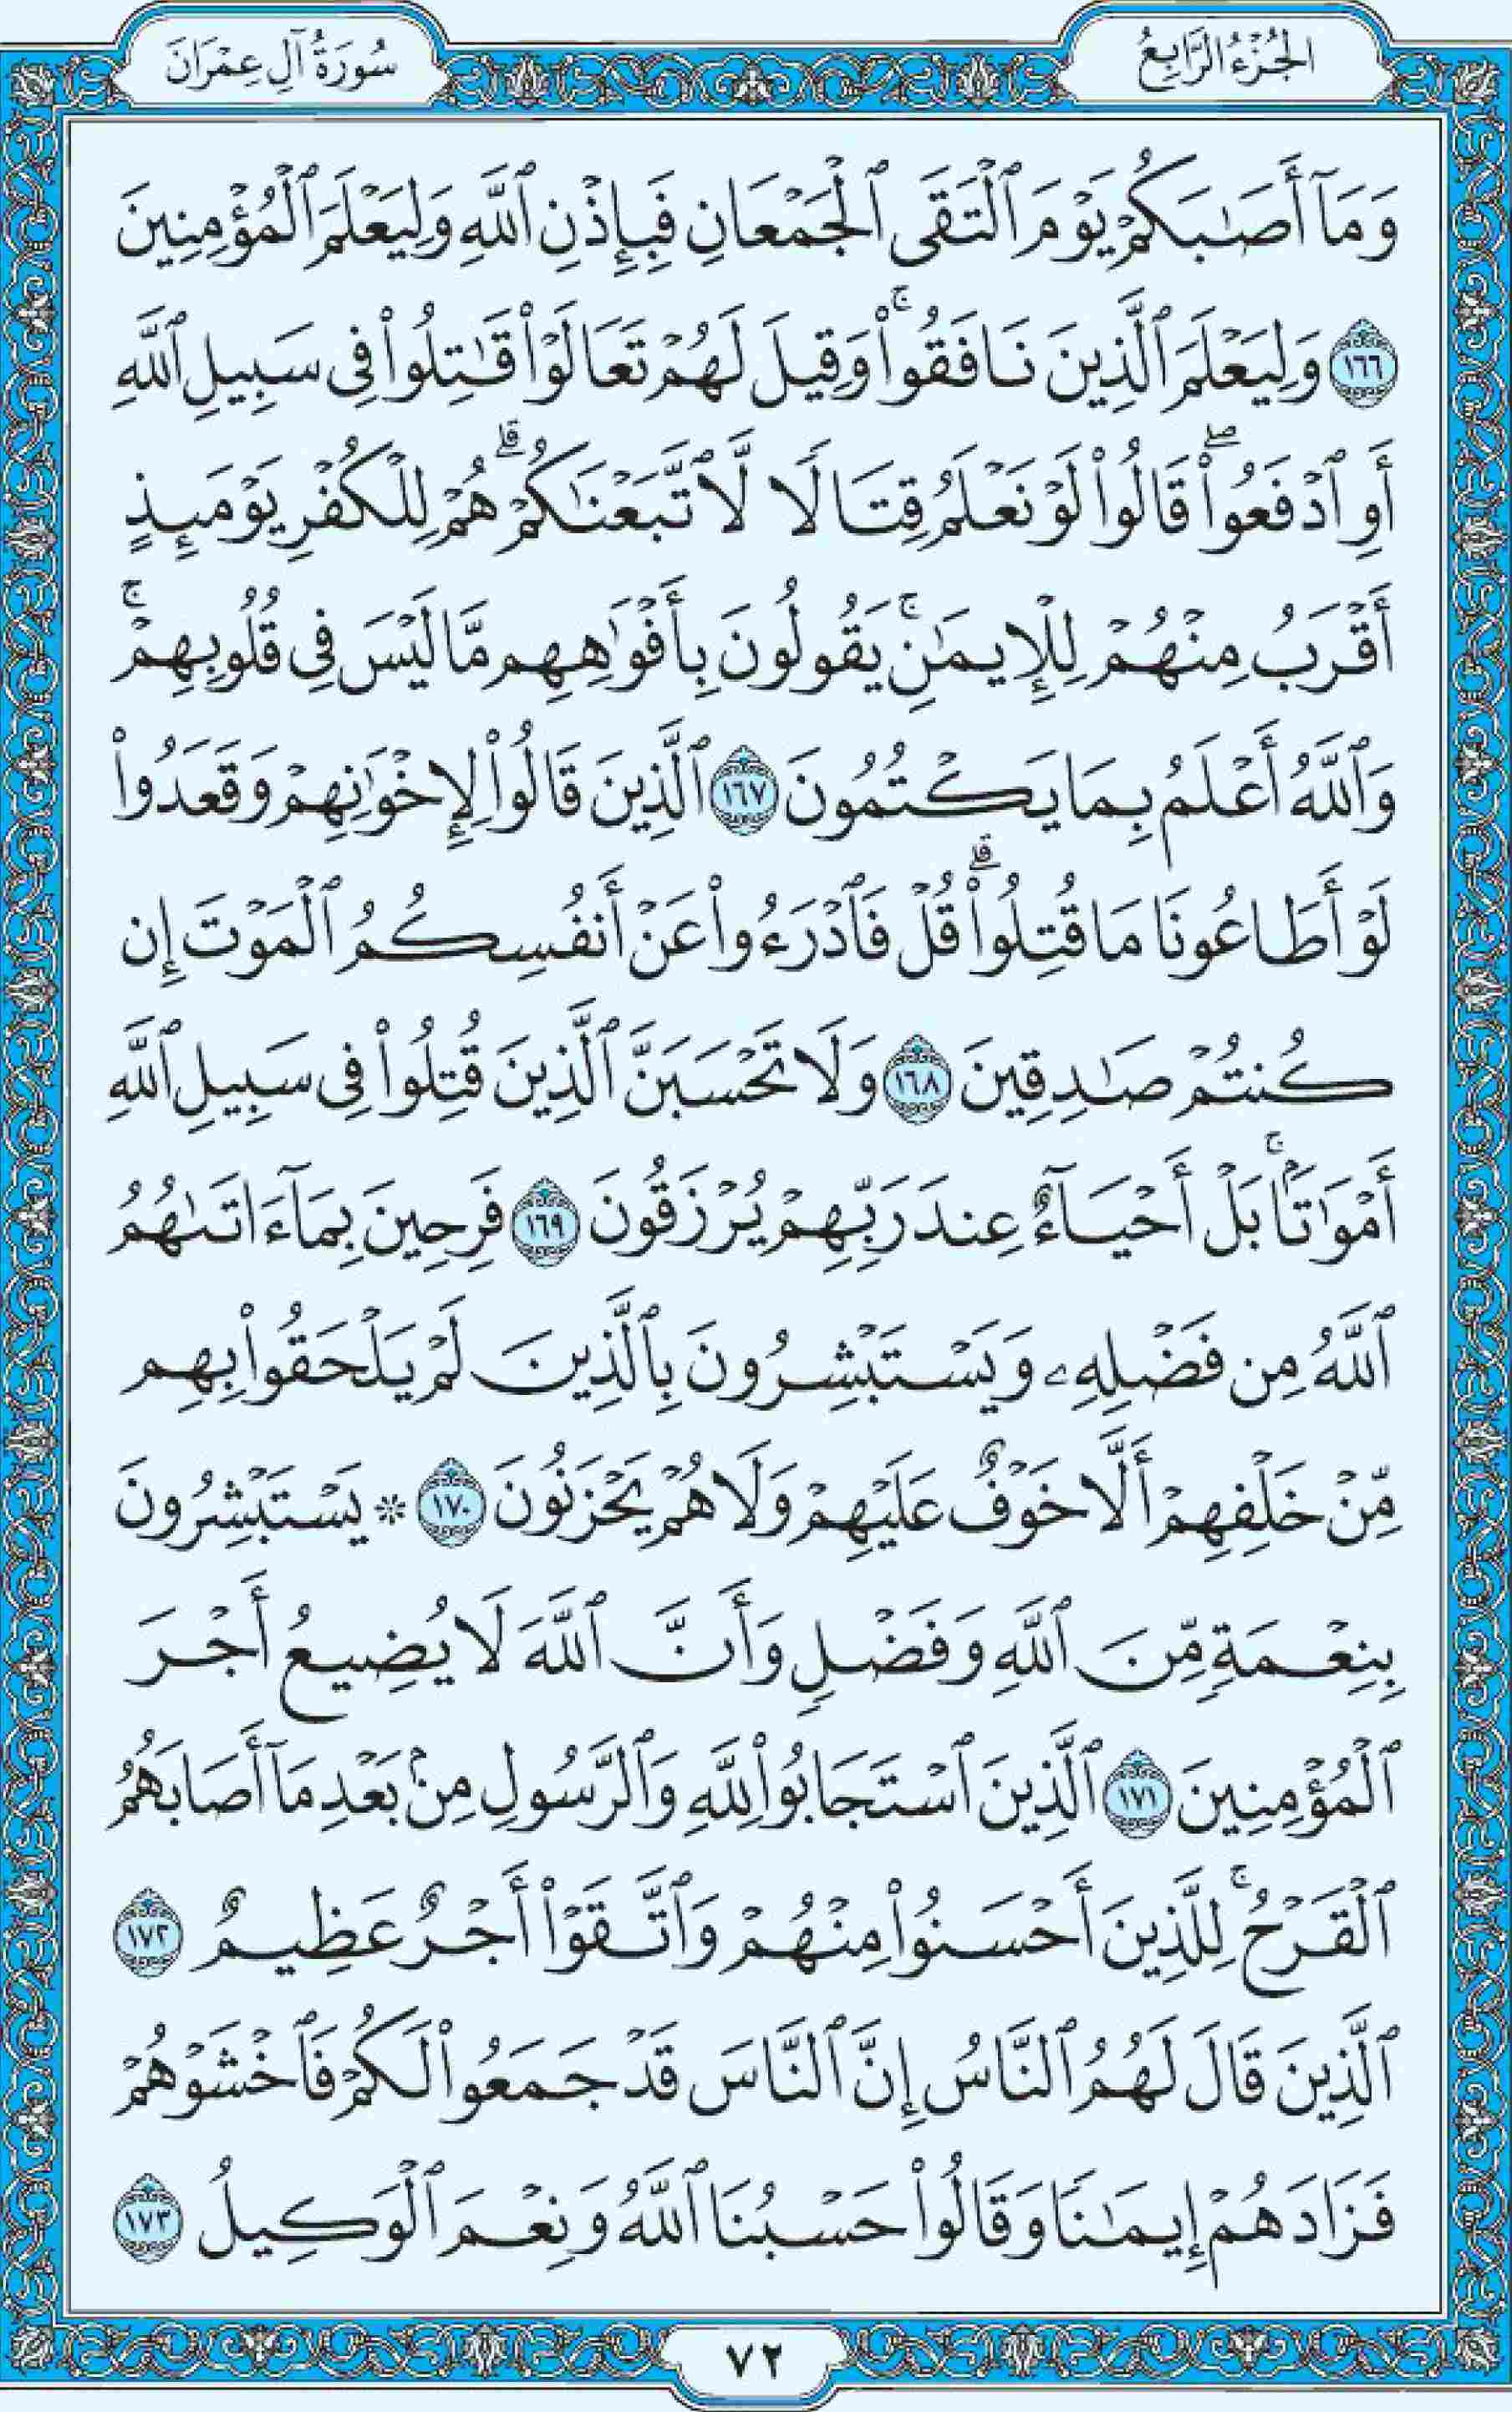 الجُزْءُ الرَّابِعُ
سُورَةُ آلِ عِمْرَانَ
وَمَآ أَصَـٰبَكُمْ يَوْمَ ٱلْتَقَى ٱلْجَمْعَانِ فَبِإِذْنِ ٱللَّهِ وَلِيَعْلَمَ ٱلْمُؤْمِنِينَ
١٦٦ وَلِيَعْلَمَ ٱلَّذِينَ نَافَقُوا۟ ۚ وَقِيلَ لَهُمْ تَعَالَوْا۟ قَـٰتِلُوا۟ فِى سَبِيلِ ٱللَّهِ
أَوِ ٱدْفَعُوا۟ ۖ قَالُوا۟ لَوْ نَعْلَمُ قِتَالًا لَّٱتَّبَعْنَـٰكُمْ ۗ هُمْ لِلْكُفْرِ يَوْمَئِذٍ
أَقْرَبُ مِنْهُمْ لِلْإِيمَـٰنِ ۚ يَقُولُونَ بِأَفْوَٰهِهِم مَّا لَيْسَ فِى قُلُوبِهِمْ ۚ
وَٱللَّهُ أَعْلَمُ بِمَا يَكْتُمُونَ ١٦٧ ٱلَّذِينَ قَالُوا۟ لِإِخْوَٰنِهِمْ وَقَعَدُوا۟
لَوْ أَطَاعُونَا مَا قُتِلُوا۟ ۗ قُلْ فَٱدْرَءُوا۟ عَنْ أَنفُسِكُمُ ٱلْمَوْتَ إِن
كُنتُمْ صَـٰدِقِينَ ١٦٨ وَلَا تَحْسَبَنَّ ٱلَّذِينَ قُتِلُوا۟ فِى سَبِيلِ ٱللَّهِ
أَمْوَٰتًۢا ۚ بَلْ أَحْيَآءٌ عِندَ رَبِّهِمْ يُرْزَقُونَ ١٦٩ فَرِحِينَ بِمَآ ءَاتَىٰهُمُ
ٱللَّهُ مِن فَضْلِهِۦ وَيَسْتَبْشِرُونَ بِٱلَّذِينَ لَمْ يَلْحَقُوا۟ بِهِم
مِّنْ خَلْفِهِمْ أَلَّا خَوْفٌ عَلَيْهِمْ وَلَا هُمْ يَحْزَنُونَ ١٧٠ ۞ يَسْتَبْشِرُونَ
بِنِعْمَةٍ مِّنَ ٱللَّهِ وَفَضْلٍ وَأَنَّ ٱللَّهَ لَا يُضِيعُ أَجْرَ
ٱلْمُؤْمِنِينَ ١٧١ ٱلَّذِينَ ٱسْتَجَابُوا۟ لِلَّهِ وَٱلرَّسُولِ مِنۢ بَعْدِ مَآ أَصَابَهُمُ
ٱلْقَرْحُ ۚ لِلَّذِينَ أَحْسَنُوا۟ مِنْهُمْ وَٱتَّقَوْا۟ أَجْرٌ عَظِيمٌ ١٧٢
ٱلَّذِينَ قَالَ لَهُمُ ٱلنَّاسُ إِنَّ ٱلنَّاسَ قَدْ جَمَعُوا۟ لَكُمْ فَٱخْشَوْهُمْ
فَزَادَهُمْ إِيمَـٰنًا وَقَالُوا۟ حَسْبُنَا ٱللَّهُ وَنِعْمَ ٱلْوَكِيلُ ١٧٣
٧٢